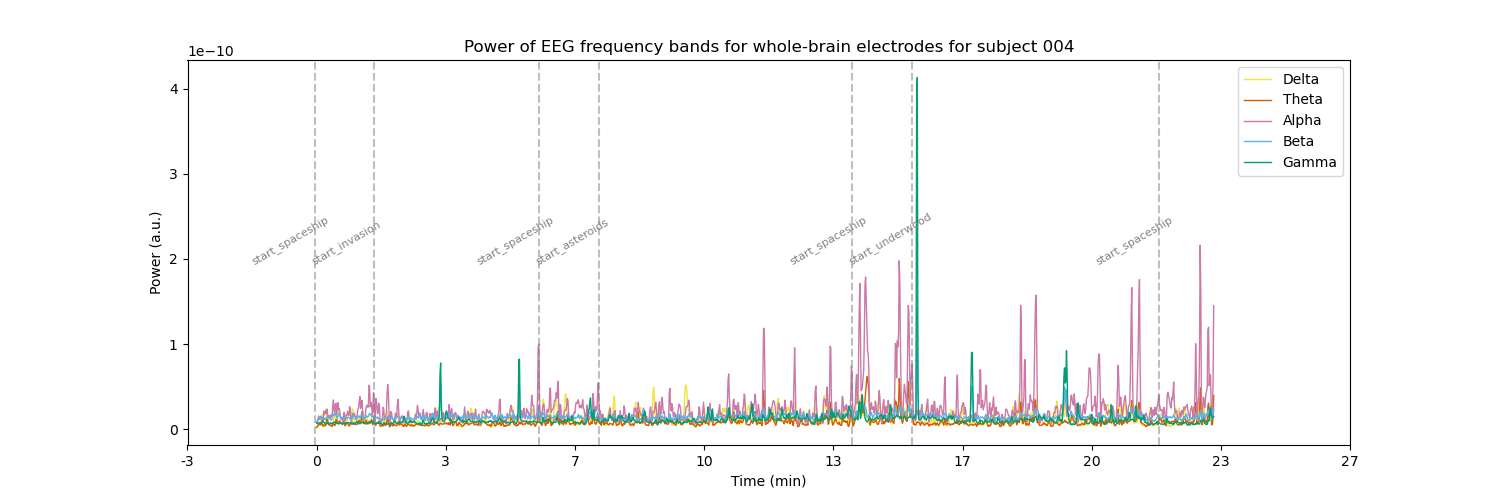 Power of EEG frequency bands for whole-brain electrodes for subject 004
1e−10
4
3
2
1
0
Power (a.u.)
start_spaceship
start_invasion
start_spaceship
start_asteroids
start_spaceship
start_underwood
start_spaceship
Delta
Theta
Alpha
Beta
Gamma
-3 0 3 7 10 13 17 20 23 27
Time (min)